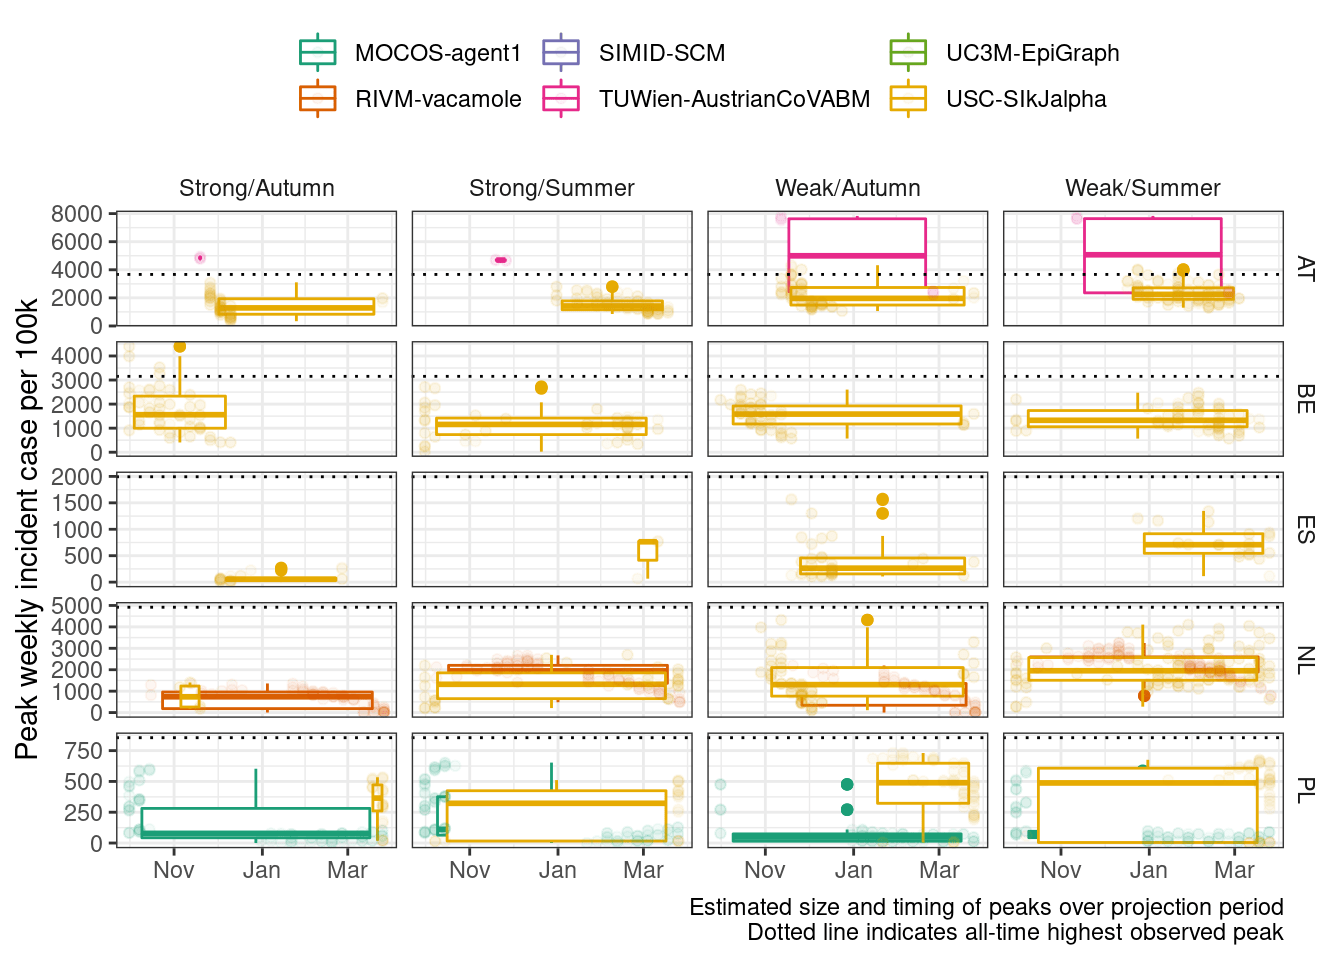 MOCOS-agent1 SIMID-SCM UC3M-EpiGraph
RIVM-vacamole TUWien-AustrianCoVABM USC-SIkJalpha
Strong/Autumn Strong/Summer Weak/Autumn Weak/Summer
Peak weekly incident case per 100k
8000
6000
4000
2000
0
AT
4000
3000
2000
1000
0
BE
2000
1500
1000
500
0
ES
5000
4000
3000
2000
1000
0
NL
750
500
250
0
PL
Nov Jan Mar Nov Jan Mar Nov Jan Mar Nov Jan Mar
Estimated size and timing of peaks over projection period
Dotted line indicates all-time highest observed peak